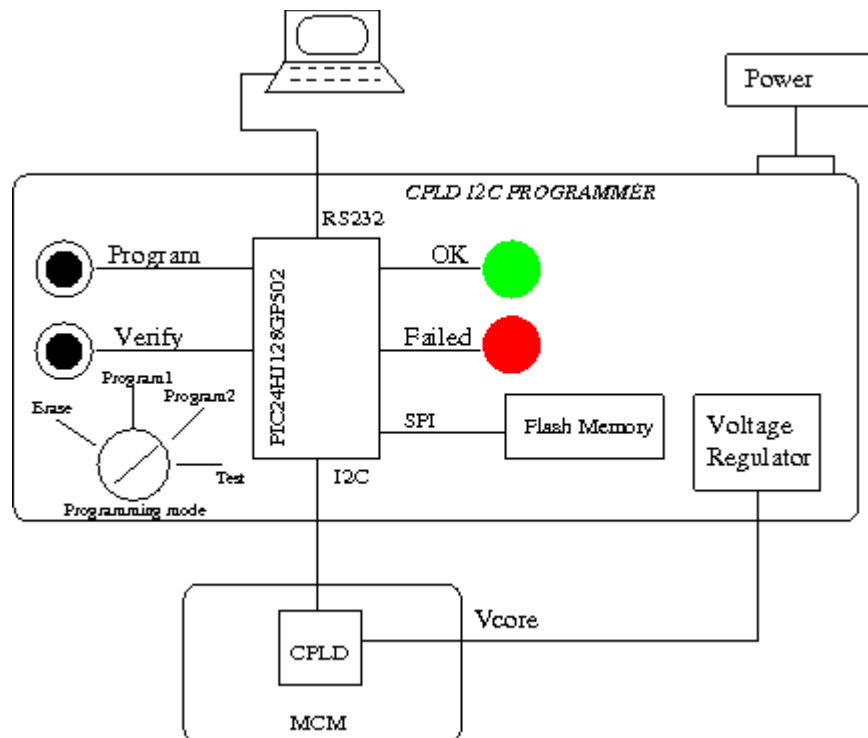 Power
CPLD I2C PROGRAMMER
RS232
Program
OK
PIC24HJ128GP502
Verify
Failed
Program1
Program2
Erase
Test
Programming mode
SPI
Flash Memory
Voltage
Regulator
I2C
Vcore
CPLD
MCM